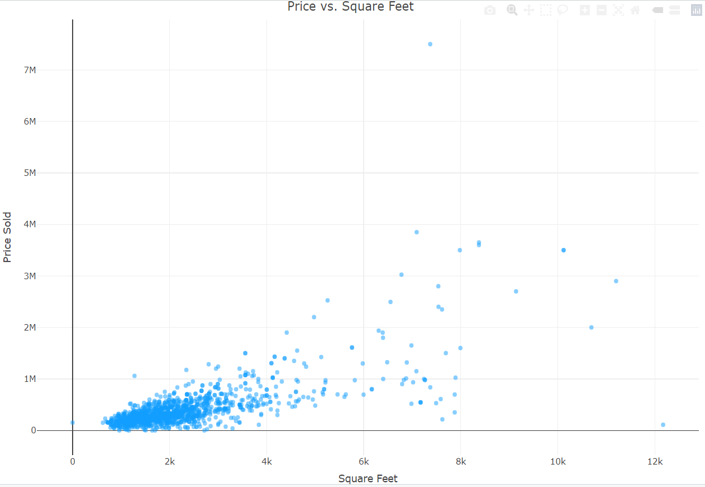 Price vs. Square Feet
7M
6M
5M
4M
3M
2M
1M
0
Price Sold
0
2k
4k
6k
8k
10k
12k
Square Feet